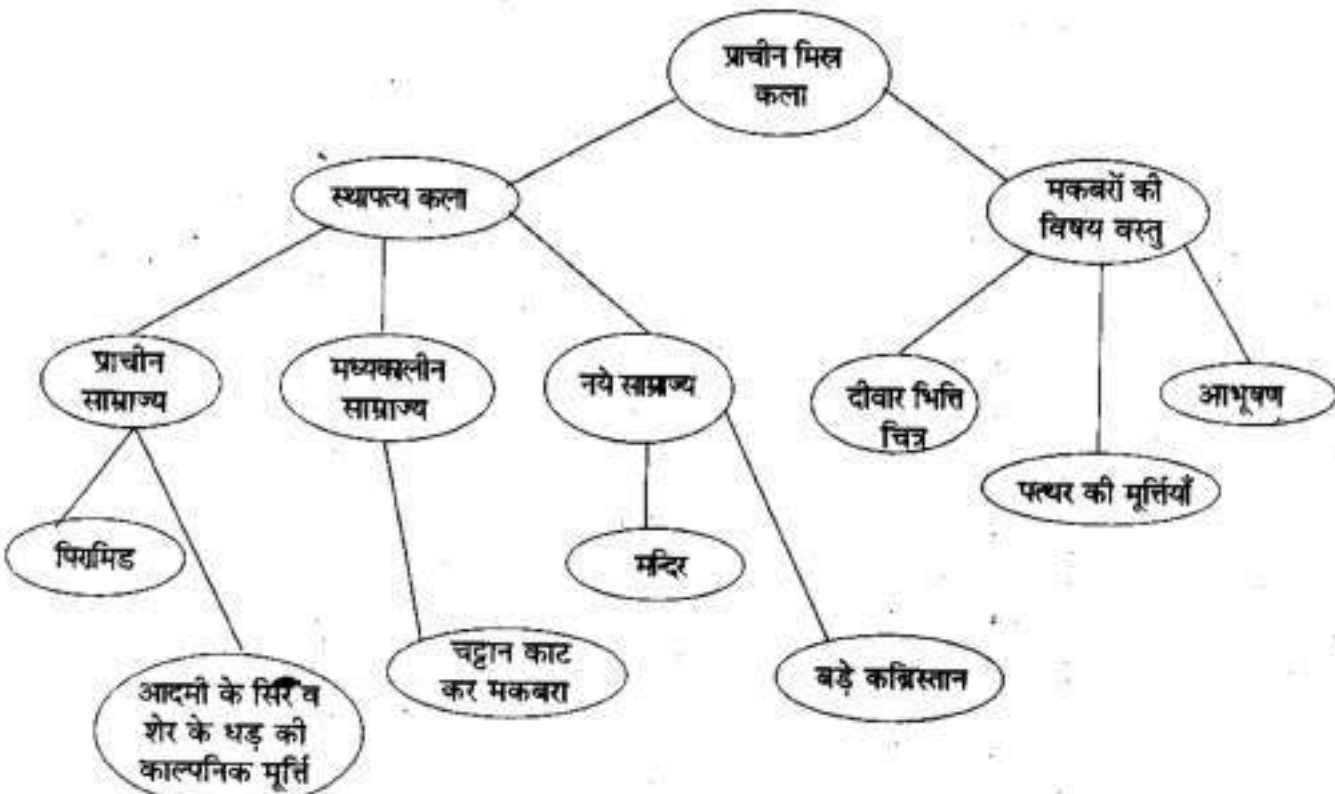 प्राचीन मिस्र
कला
स्थापत्य कला
मकबरों की
विषय वस्तु
प्राचीन
साम्राज्य
मध्यकालीन
साम्राज्य
नये साम्राज्य
दीवार भित्ति
चित्र
पत्थर की मूर्त्तियाँ
आभूषण
पिरामिड
आदमी के सिर व
शेर के धड़ की
काल्पनिक मूर्त्ति
चट्टान काट
कर मकबरा
मन्दिर
बड़े कब्रिस्तान